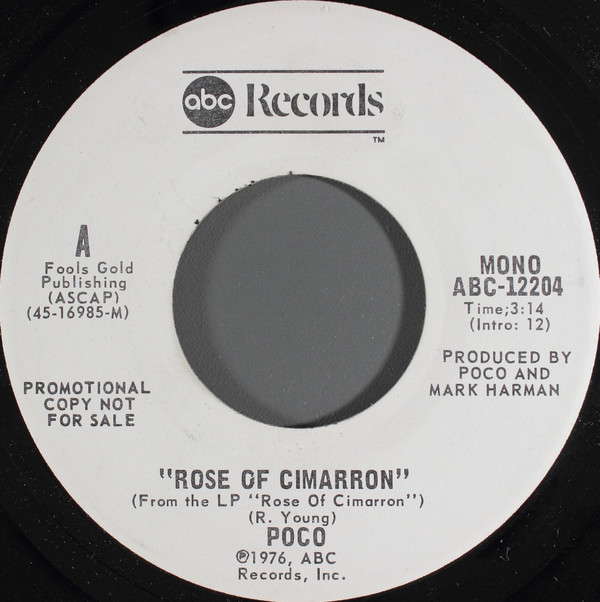 abc Records
TM
A
Fools Gold
Publishing
(ASCAP)
(45-16985-M)
MONO
ABC-12204
Time;3:14
(Intro: 12)
PRODUCED BY
POCO AND
MARK HARMAN
PROMOTIONAL
COPY NOT
FOR SALE
"ROSE OF CIMARRON"
(From the LP "Rose Of Cimarron")
(R. Young)
POCO
℗1976, ABC
Records, Inc.